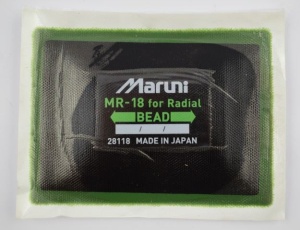 Maruni
MR-18 for Radial
BEAD
/ /
28118 MADE IN JAPAN